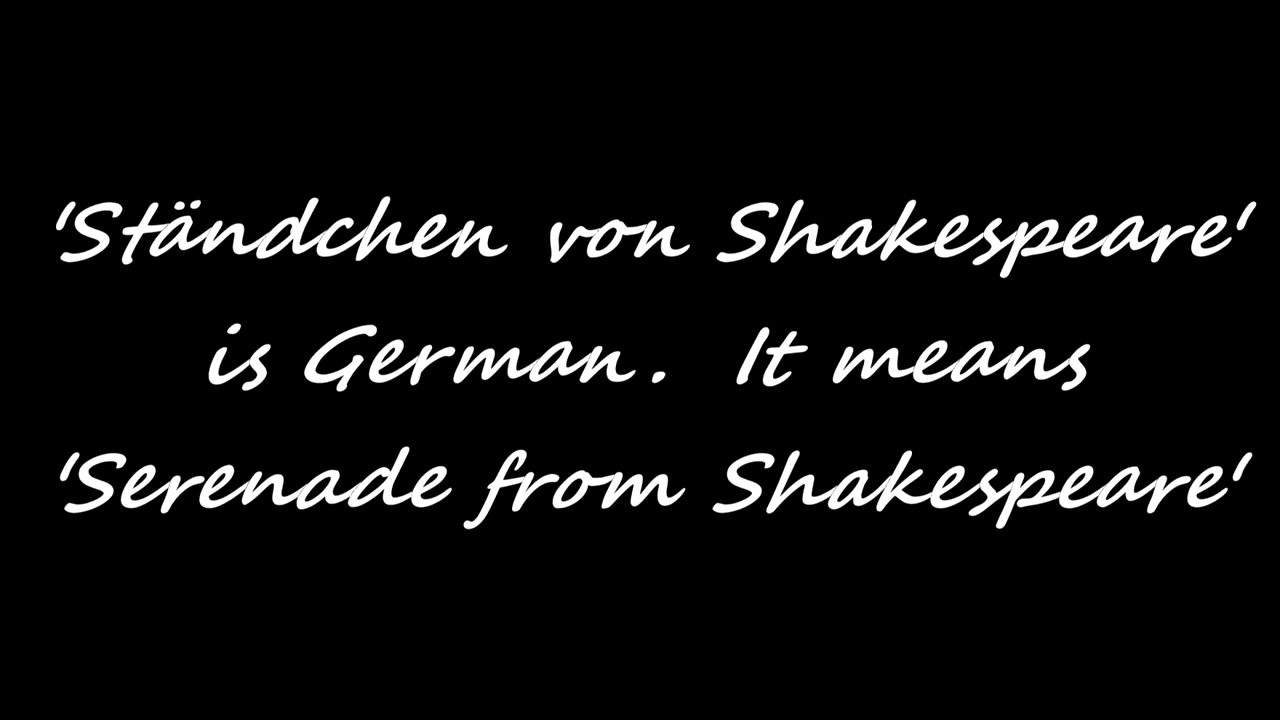 'Ständchen von Shakespeare'
is German. It means
'Serenade from Shakespeare'